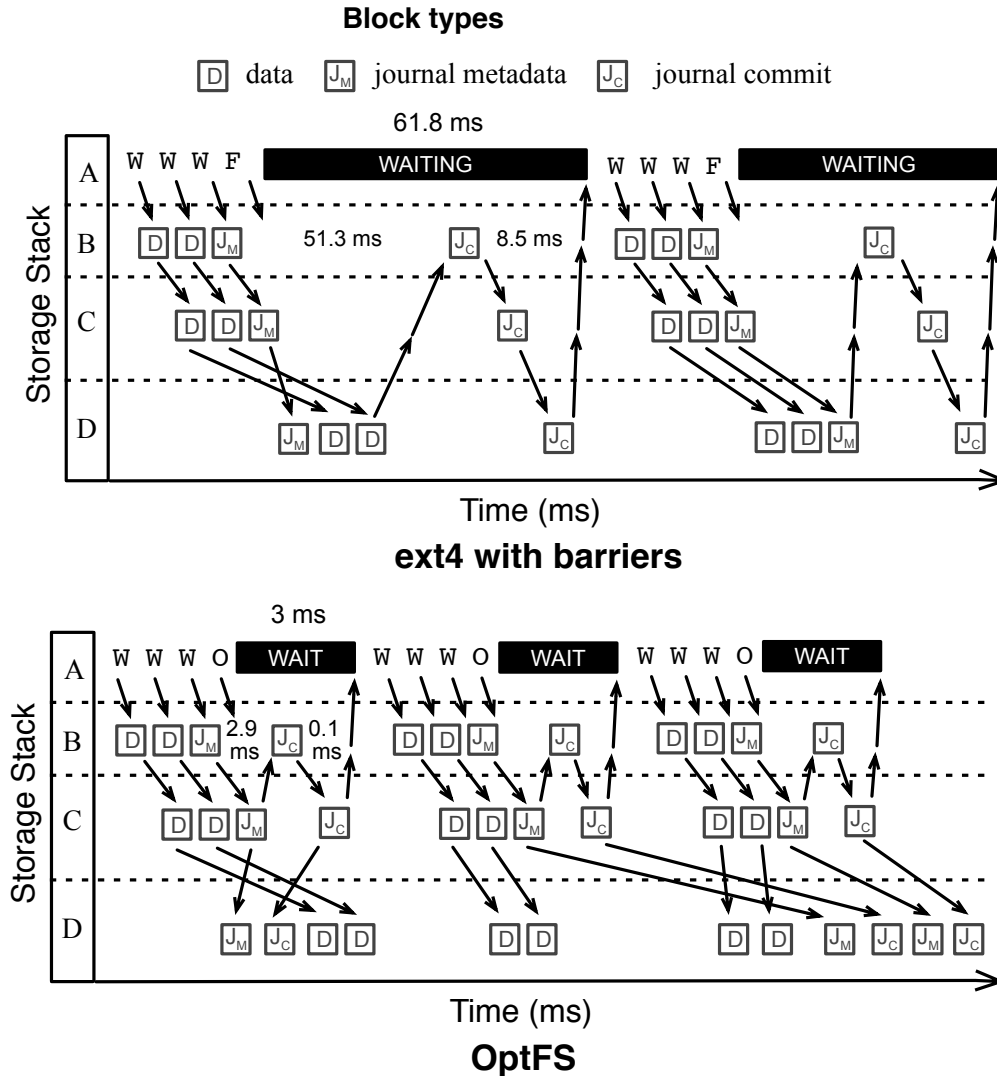 Block types
D data J_M journal metadata J_C journal commit
61.8 ms
A W W W F WAITING W W W F WAITING
B D D J_M 51.3 ms J_C 8.5 ms D D J_M J_C
C D D J_M J_C D D J_M J_C
D J_M D D J_C D D J_M J_C
Storage Stack
Time (ms)
ext4 with barriers
3 ms
A W W W O WAIT W W W O WAIT W W W O WAIT
B D D J_M 2.9 ms J_C 0.1 ms D D J_M J_C D D J_M J_C
C D D J_M J_C D D J_M J_C D D J_M J_C
D J_M J_C D D D D D D J_M J_C J_M J_C
Storage Stack
Time (ms)
OptFS